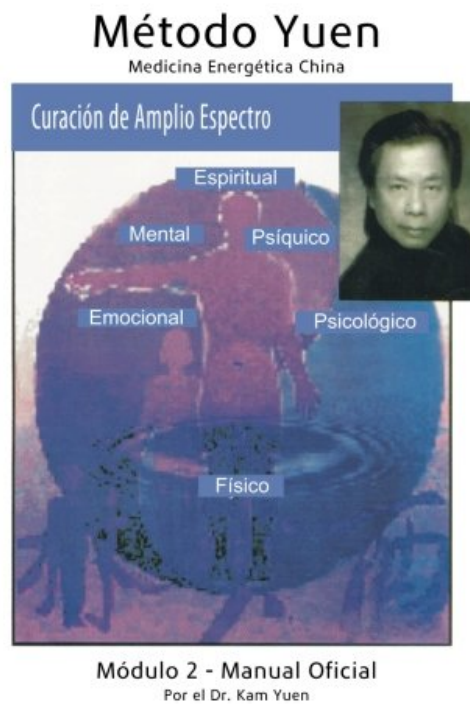 Método Yuen
Medicina Energética China
Curación de Amplio Espectro
Espiritual
Mental
Psíquico
Emocional
Psicológico
Físico
Módulo 2 - Manual Oficial
Por el Dr. Kam Yuen